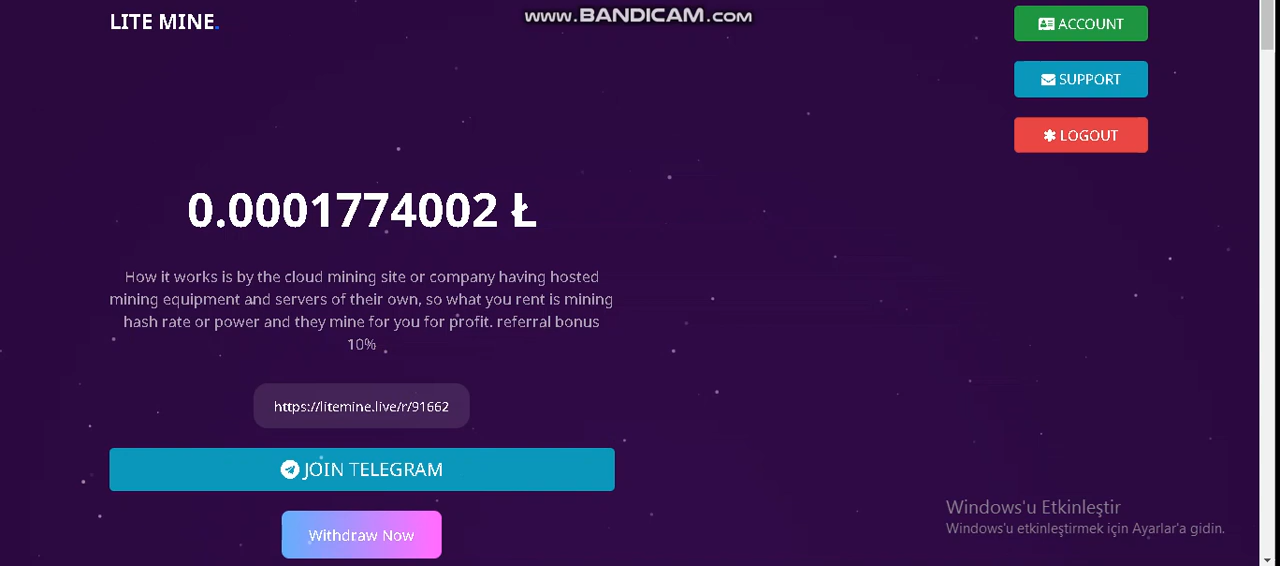 www.BANDICAM.com
LITE MINE.
ACCOUNT
SUPPORT
LOGOUT
0.0001774002 Ł
How it works is by the cloud mining site or company having hosted
mining equipment and servers of their own, so what you rent is mining
hash rate or power and they mine for you for profit. referral bonus
10%
https://litemine.live/r/91662
JOIN TELEGRAM
Withdraw Now
Windows'u Etkinleştir
Windows'u etkinleştirmek için Ayarlar'a gidin.